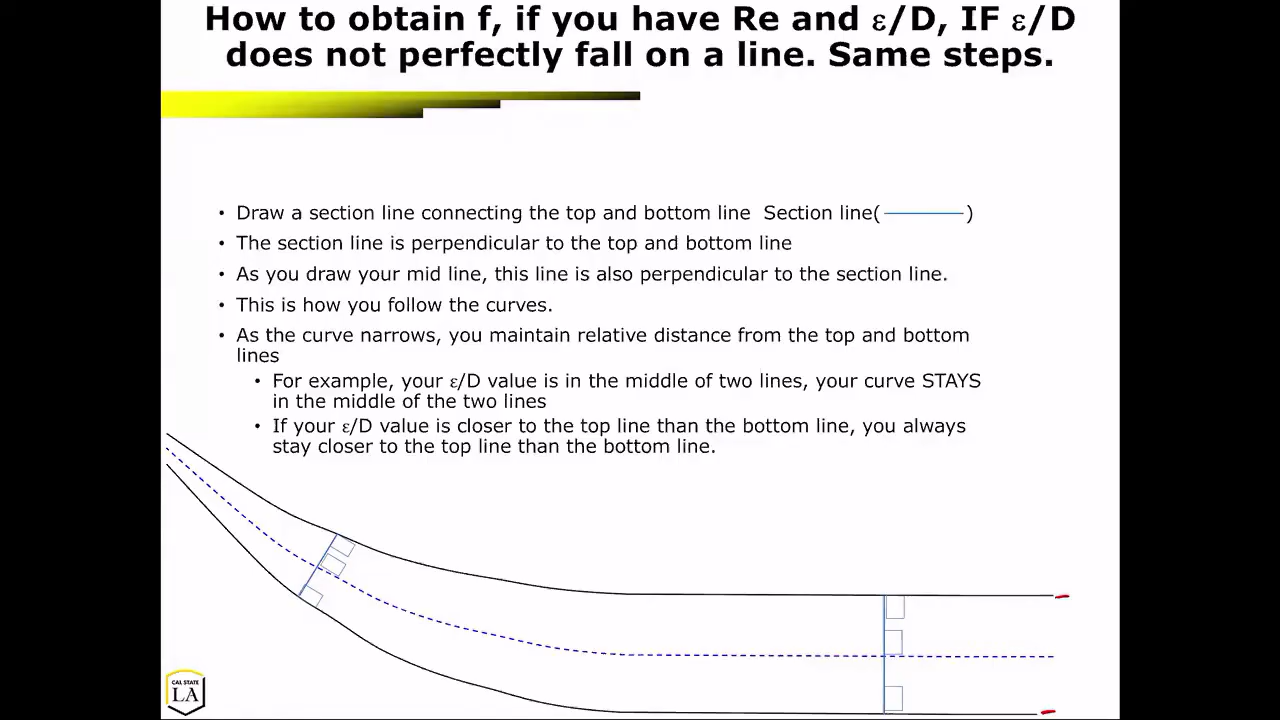 How to obtain f, if you have Re and ε/D, IF ε/D
does not perfectly fall on a line. Same steps.
• Draw a section line connecting the top and bottom line Section line( )
• The section line is perpendicular to the top and bottom line
• As you draw your mid line, this line is also perpendicular to the section line.
• This is how you follow the curves.
• As the curve narrows, you maintain relative distance from the top and bottom
lines
• For example, your ε/D value is in the middle of two lines, your curve STAYS
in the middle of the two lines
• If your ε/D value is closer to the top line than the bottom line, you always
stay closer to the top line than the bottom line.
CAL STATE
LA